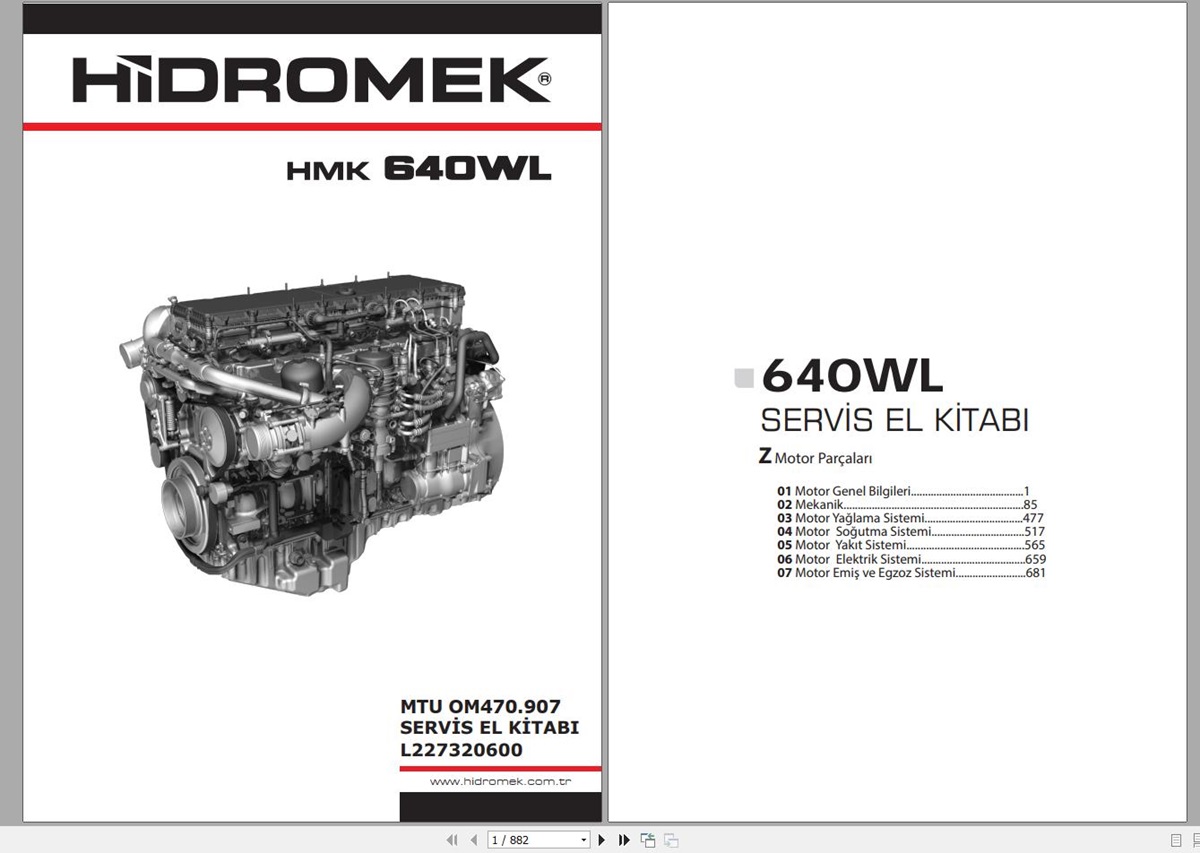 HİDROMEK®
HMK 640WL
MTU OM470.907
SERVİS EL KİTABI
L227320600
www.hidromek.com.tr
640WL
SERVİS EL KİTABI
Z Motor Parçaları
01 Motor Genel Bilgileri.......................................1
02 Mekanik..............................................................85
03 Motor Yağlama Sistemi..................................477
04 Motor  Soğutma Sistemi................................517
05 Motor  Yakıt Sistemi........................................565
06 Motor  Elektrik Sistemi...................................659
07 Motor Emiş ve Egzoz Sistemi........................681
1 / 882